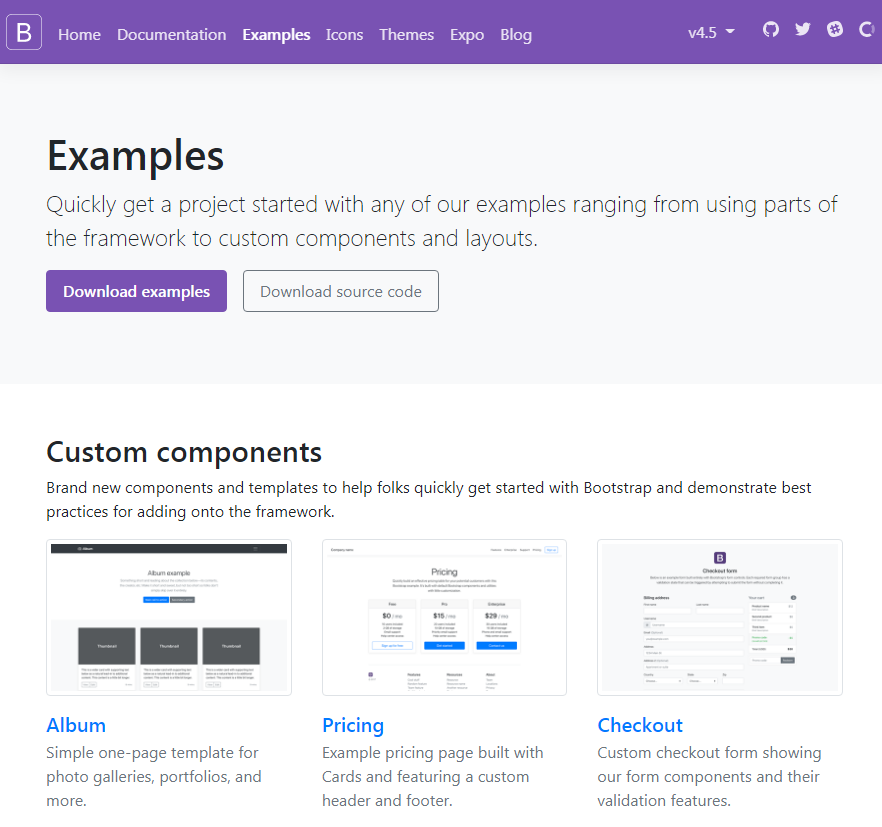 B Home Documentation Examples Icons Themes Expo Blog v4.5
Examples
Quickly get a project started with any of our examples ranging from using parts of
the framework to custom components and layouts.
Download examples Download source code
Custom components
Brand new components and templates to help folks quickly get started with Bootstrap and demonstrate best
practices for adding onto the framework.
Album
Album example
Thumbnail Thumbnail Thumbnail
Company name
Pricing
Free Pro Enterprise
$0 / mo $15 / mo $29 / mo
Features Resources About
B
Checkout form
Billing address Your cart
Album
Simple one-page template for
photo galleries, portfolios, and
more.
Pricing
Example pricing page built with
Cards and featuring a custom
header and footer.
Checkout
Custom checkout form showing
our form components and their
validation features.